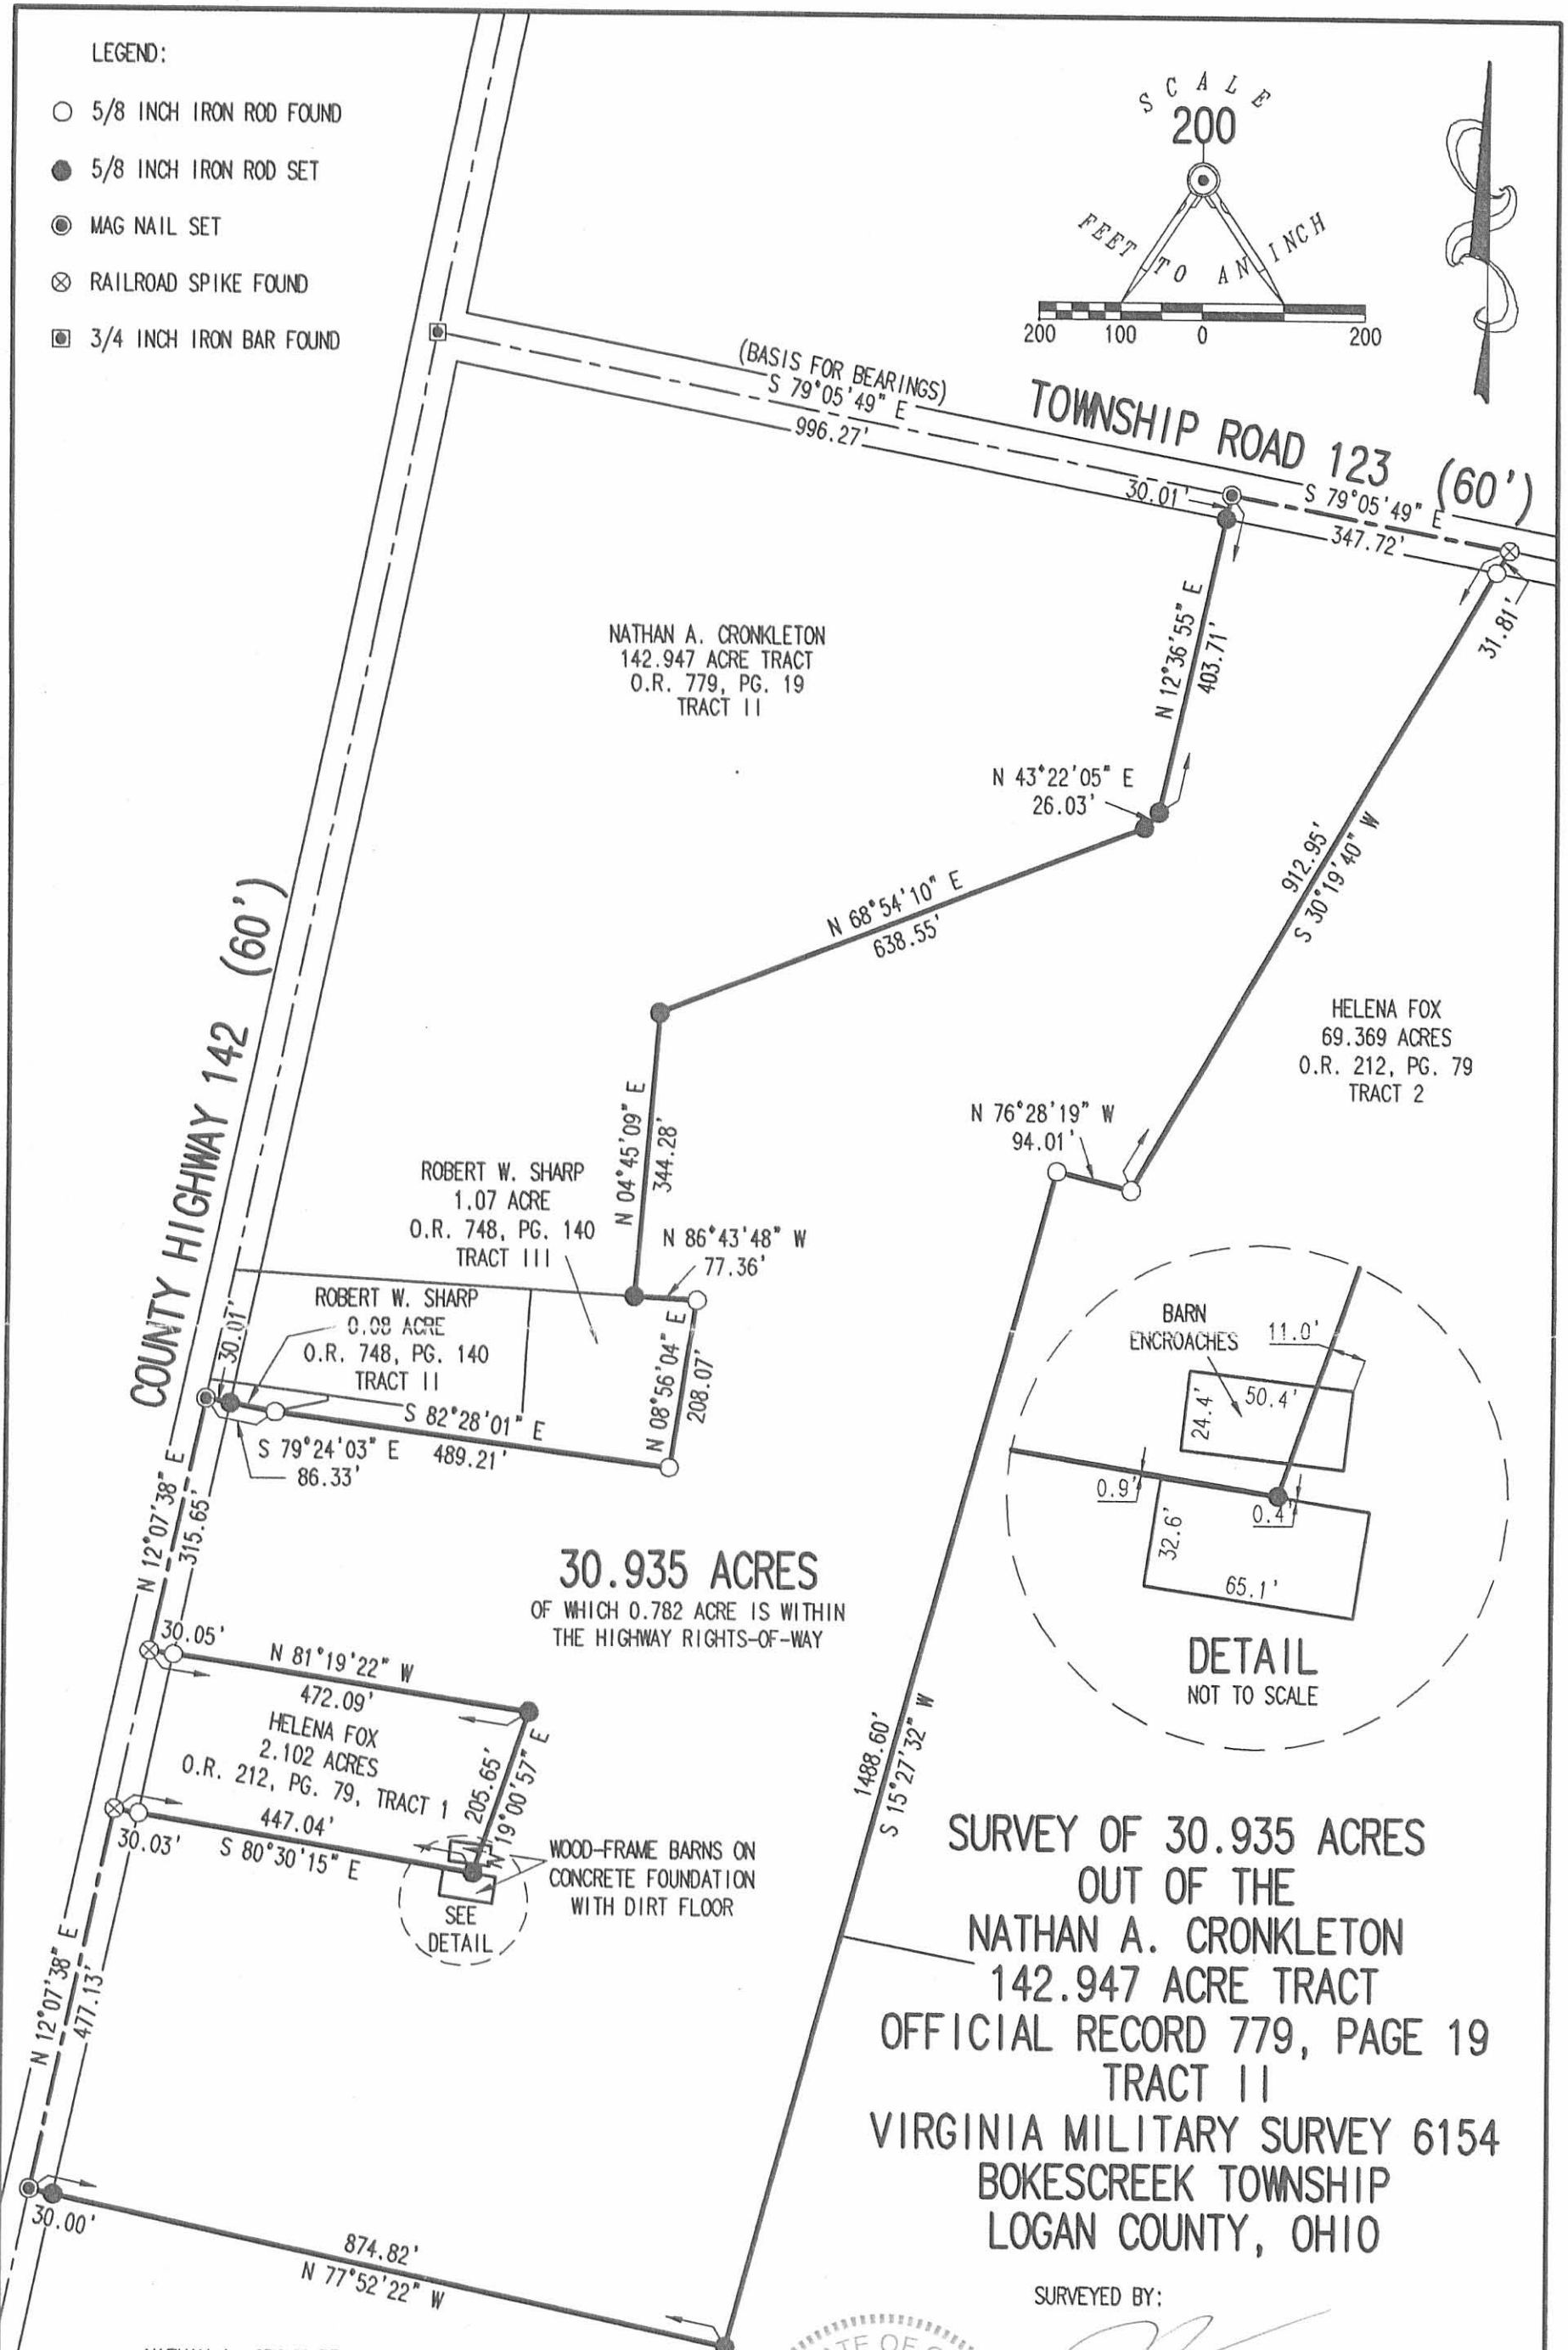 LEGEND:
5/8 INCH IRON ROD FOUND
5/8 INCH IRON ROD SET
MAG NAIL SET
RAILROAD SPIKE FOUND
3/4 INCH IRON BAR FOUND
SCALE
200
FEET TO AN INCH
200 100 0 200
(BASIS FOR BEARINGS)
S 79°05'49" E
996.27'
TOWNSHIP ROAD 123 (60')
30.01'
S 79°05'49" E
347.72'
31.81'
NATHAN A. CRONKLETON
142.947 ACRE TRACT
O.R. 779, PG. 19
TRACT II
N 12°36'55" E
403.71'
N 43°22'05" E
26.03'
912.95'
S 30°19'40" W
N 68°54'10" E
638.55'
COUNTY HIGHWAY 142 (60')
HELENA FOX
69.369 ACRES
O.R. 212, PG. 79
TRACT 2
N 04°45'09" E
344.28'
N 76°28'19" W
94.01'
ROBERT W. SHARP
1.07 ACRE
O.R. 748, PG. 140
TRACT III
N 86°43'48" W
77.36'
ROBERT W. SHARP
0.08 ACRE
O.R. 748, PG. 140
TRACT II
30.01'
N 08°56'04" E
208.07'
S 82°28'01" E
489.21'
S 79°24'03" E
86.33'
BARN
ENCROACHES
11.0'
50.4'
24.4'
0.9'
0.4'
32.6'
65.1'
DETAIL
NOT TO SCALE
N 12°07'38" E
315.65'
30.935 ACRES
OF WHICH 0.782 ACRE IS WITHIN
THE HIGHWAY RIGHTS-OF-WAY
30.05'
N 81°19'22" W
472.09'
HELENA FOX
2.102 ACRES
O.R. 212, PG. 79, TRACT 1
205.65'
N 19°00'57" E
447.04'
30.03'
S 80°30'15" E
WOOD-FRAME BARNS ON
CONCRETE FOUNDATION
WITH DIRT FLOOR
SEE
DETAIL
1488.60'
S 15°27'32" W
N 12°07'38" E
477.13'
30.00'
874.82'
N 77°52'22" W
SURVEY OF 30.935 ACRES
OUT OF THE
NATHAN A. CRONKLETON
142.947 ACRE TRACT
OFFICIAL RECORD 779, PAGE 19
TRACT II
VIRGINIA MILITARY SURVEY 6154
BOKESCREEK TOWNSHIP
LOGAN COUNTY, OHIO
SURVEYED BY: